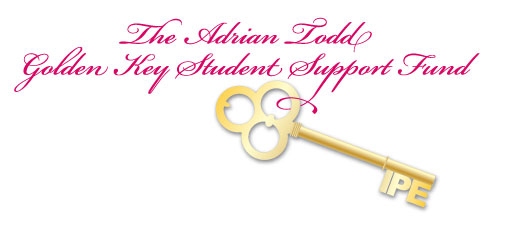 The Adrian Todd
Golden Key Student Support Fund
IPE